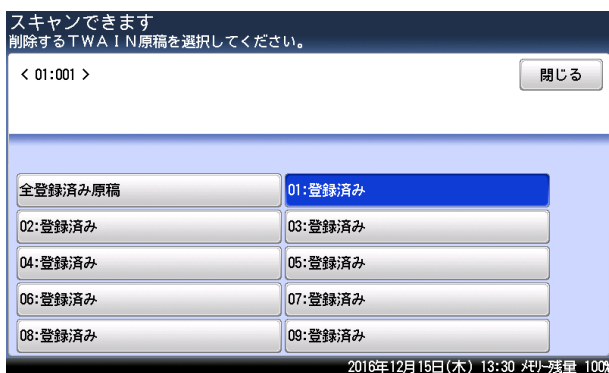 スキャンできます
削除するTWAIN原稿を選択してください。
< 01:001 >
閉じる
全登録済み原稿
01:登録済み
02:登録済み
03:登録済み
04:登録済み
05:登録済み
06:登録済み
07:登録済み
08:登録済み
09:登録済み
2016年12月15日(木) 13:30 ﾒﾓﾘｰ残量 100%